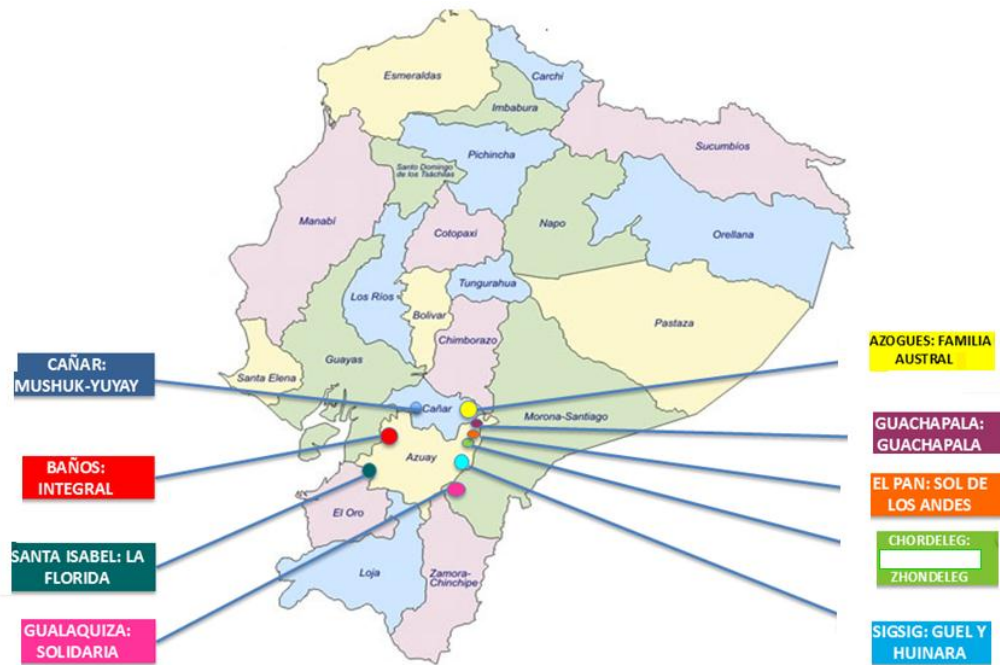 Esmeraldas
Carchi
Imbabura
Sucumbios
Pichincha
Santo Domingo
de los Tsáchilas
Manabí
Napo
Orellana
Cotopaxi
Tungurahua
Los Ríos
Bolivar
Pastaza
Chimborazo
Guayas
Santa Elena
Cañar
Morona-Santiago
Azuay
El Oro
Loja
Zamora-
Chinchipe
CAÑAR:
MUSHUK-YUYAY
BAÑOS:
INTEGRAL
SANTA ISABEL: LA
FLORIDA
GUALAQUIZA:
SOLIDARIA
AZOGUES: FAMILIA
AUSTRAL
GUACHAPALA:
GUACHAPALA
EL PAN: SOL DE
LOS ANDES
CHORDELEG:
ZHONDELEG
SIGSIG: GUEL Y
HUINARA